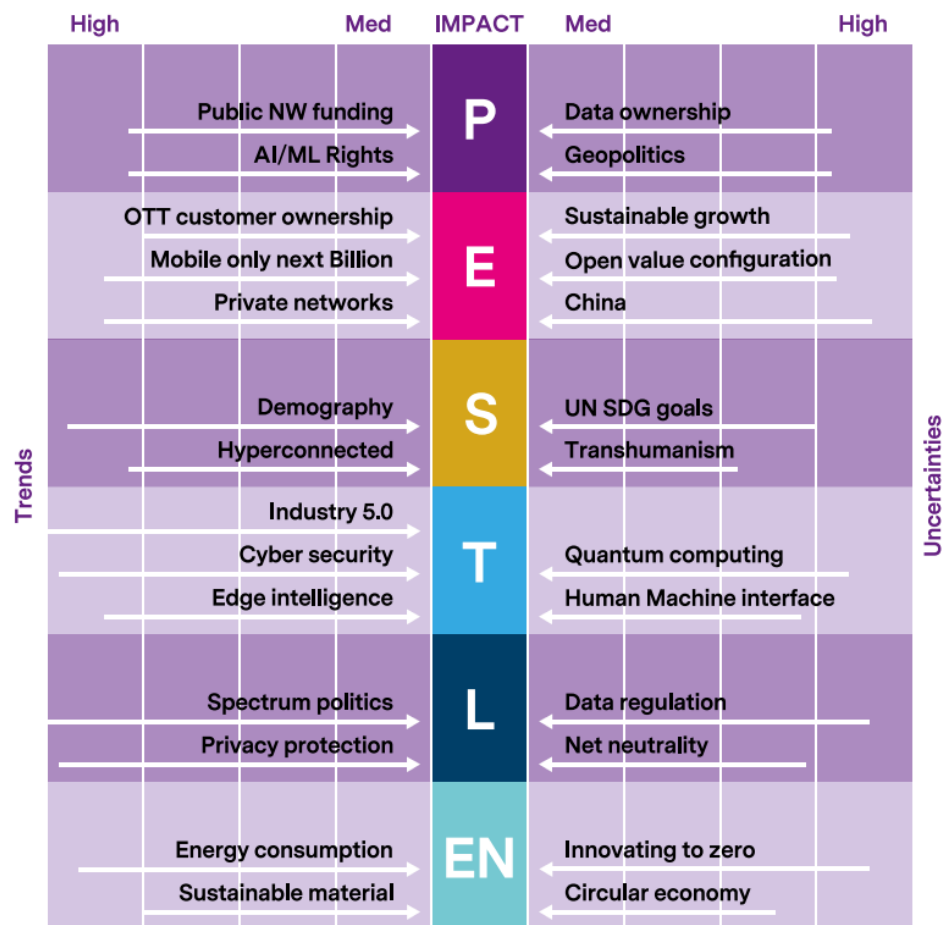 High Med IMPACT Med High
Public NW funding P Data ownership
AI/ML Rights Geopolitics
OTT customer ownership Sustainable growth
Mobile only next Billion E Open value configuration
Private networks China
Demography S UN SDG goals
Hyperconnected Transhumanism
Trends
Uncertainties
Industry 5.0
Cyber security T Quantum computing
Edge intelligence Human Machine interface
Spectrum politics L Data regulation
Privacy protection Net neutrality
Energy consumption EN Innovating to zero
Sustainable material Circular economy